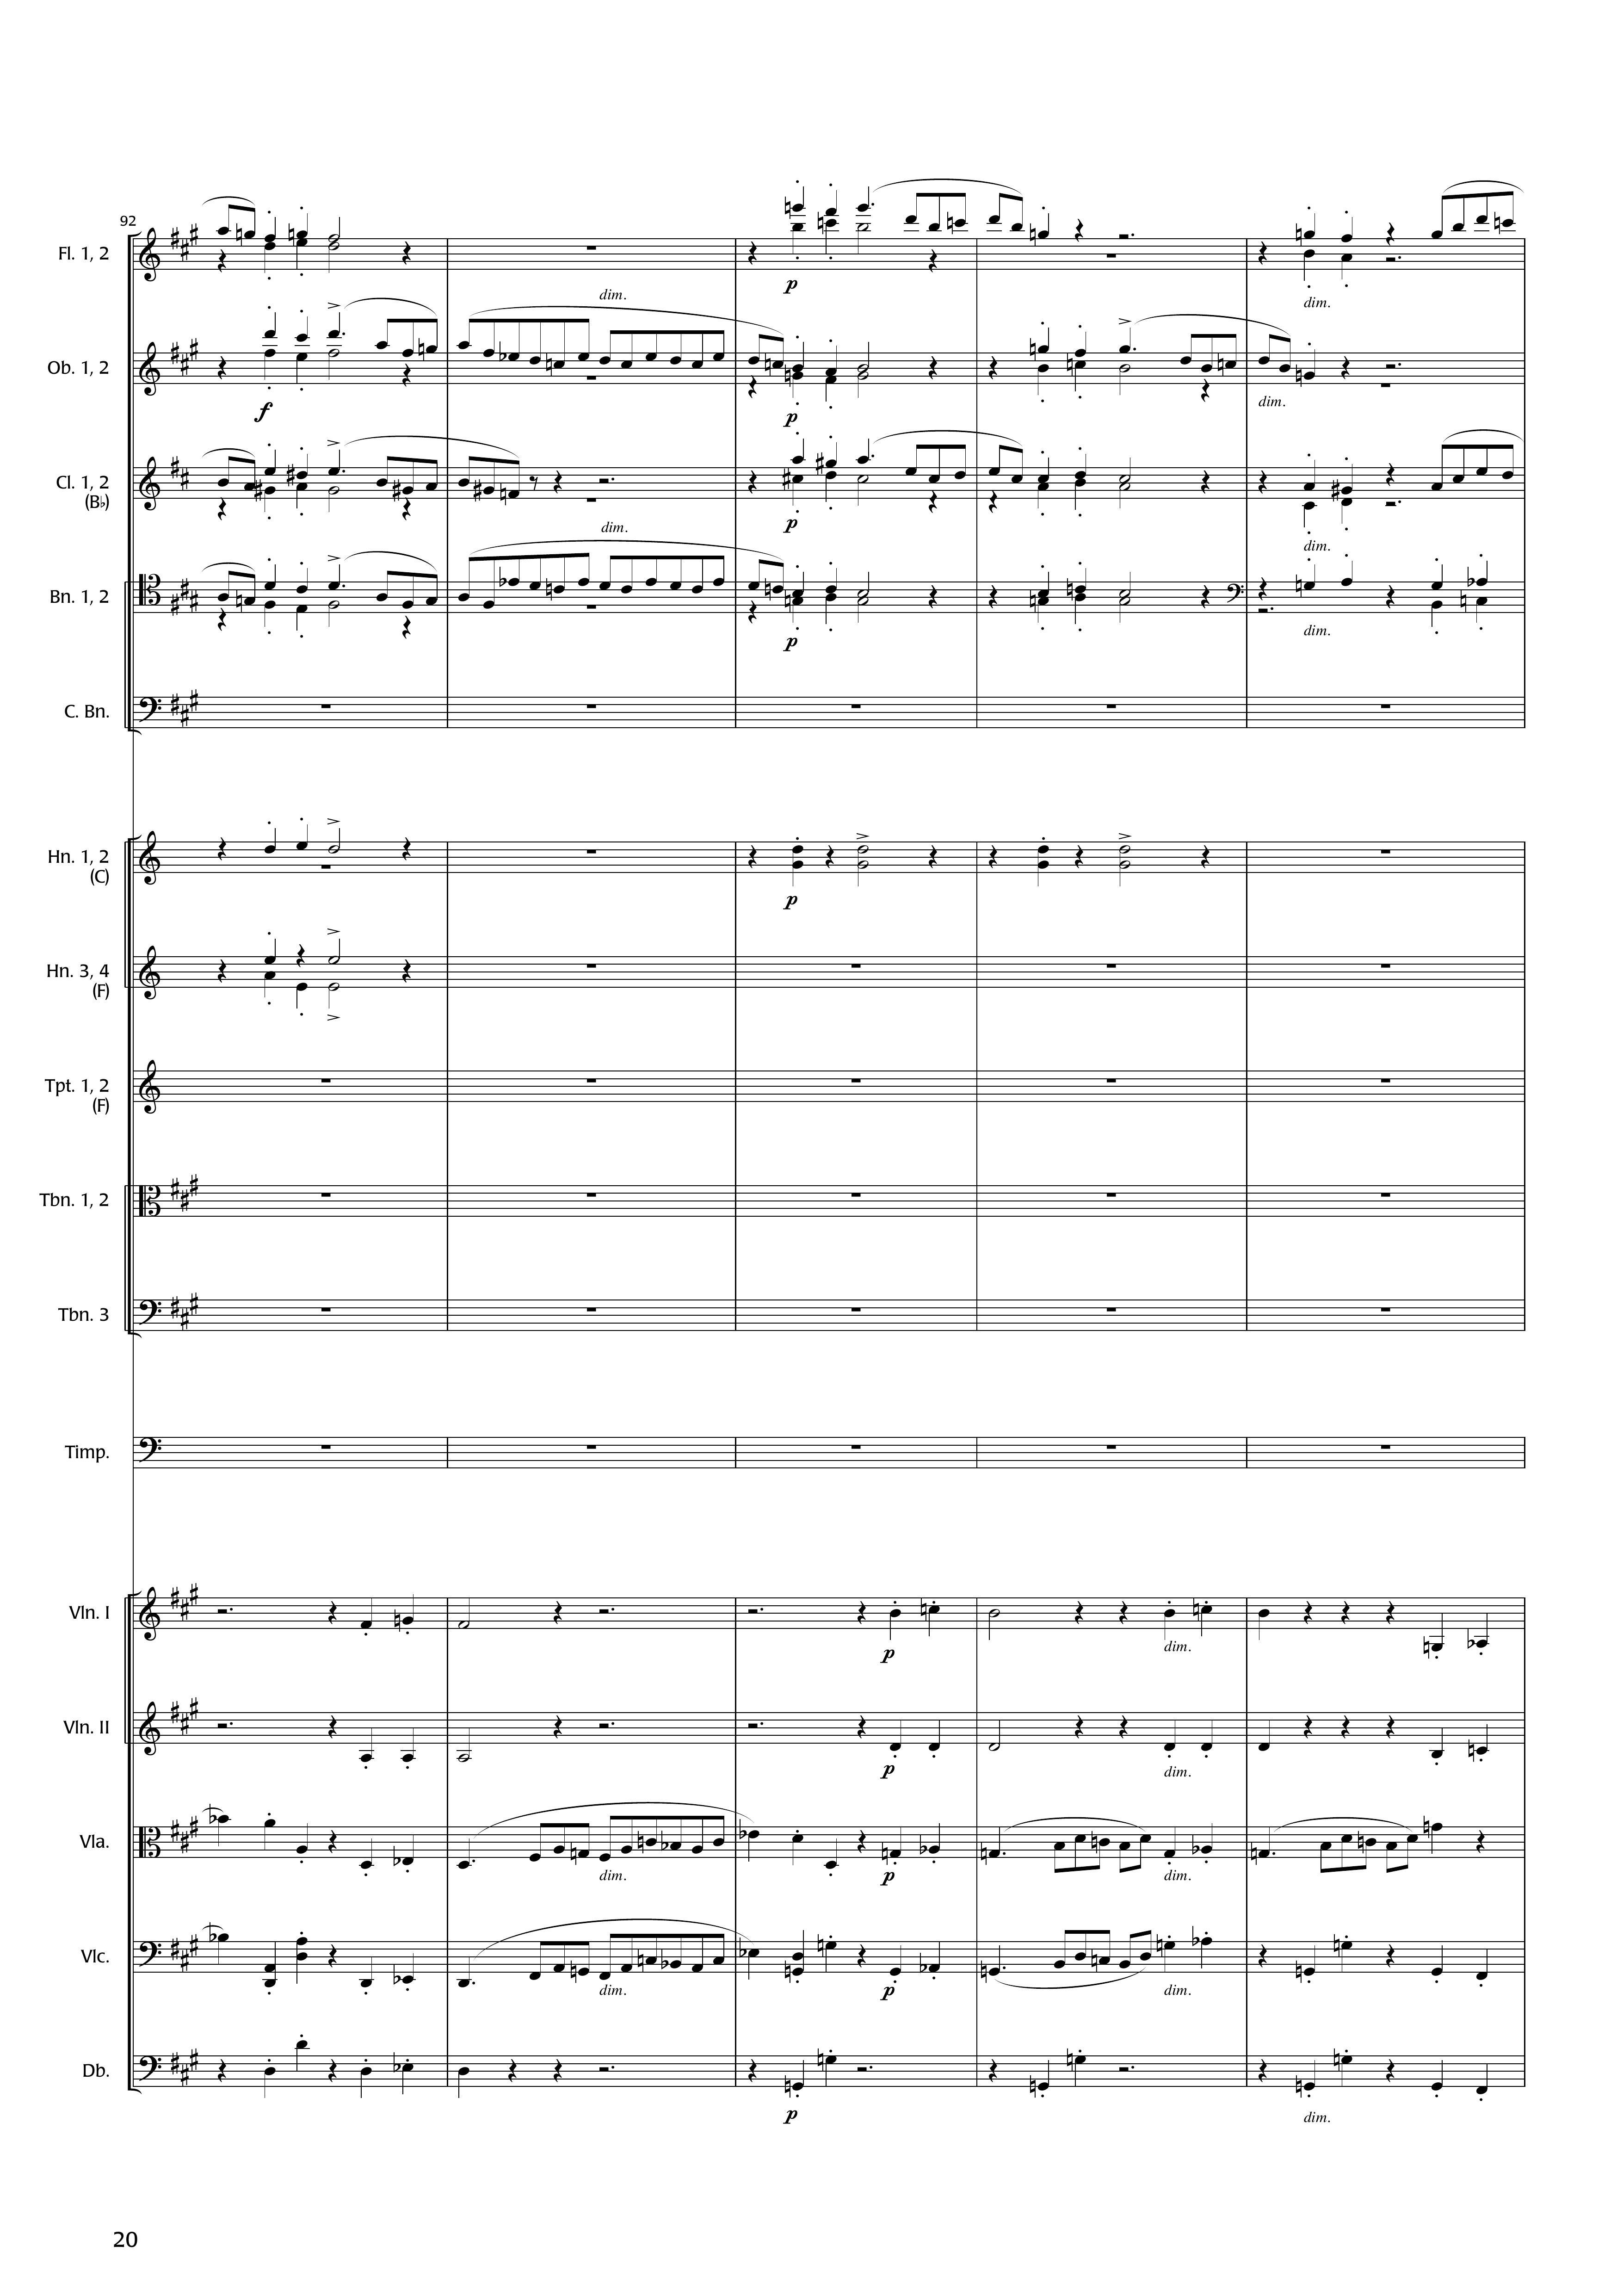 92
Fl. 1, 2
p
dim.
dim.
Ob. 1, 2
f
p
dim.
Cl. 1, 2
(B♭)
p
dim.
dim.
Bn. 1, 2
p
dim.
C. Bn.
Hn. 1, 2
(C)
p
Hn. 3, 4
(F)
Tpt. 1, 2
(F)
Tbn. 1, 2
Tbn. 3
Timp.
Vln. I
p
dim.
Vln. II
p
dim.
Vla.
dim.
p
dim.
Vlc.
dim.
p
dim.
Db.
p
dim.
20